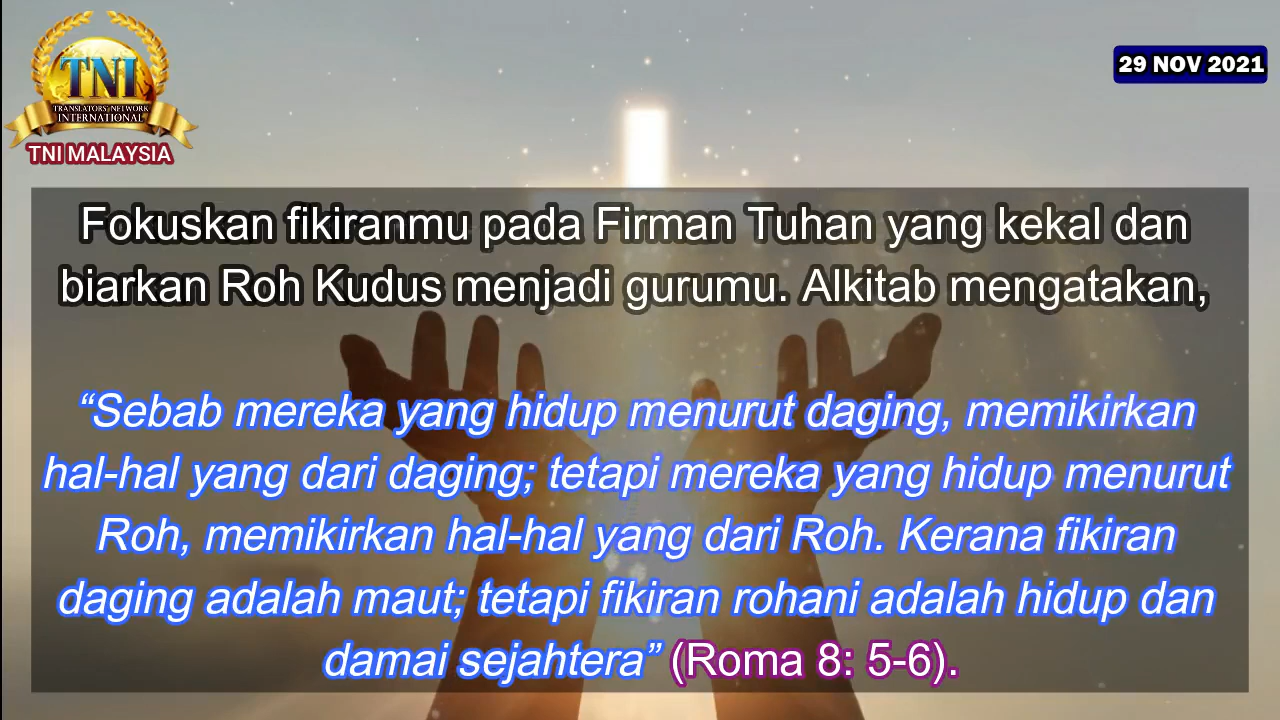 TNI
TRANSLATORS NETWORK
INTERNATIONAL
TNI MALAYSIA
29 NOV 2021
Fokuskan fikiranmu pada Firman Tuhan yang kekal dan
biarkan Roh Kudus menjadi gurumu. Alkitab mengatakan,
“Sebab mereka yang hidup menurut daging, memikirkan
hal-hal yang dari daging; tetapi mereka yang hidup menurut
Roh, memikirkan hal-hal yang dari Roh. Kerana fikiran
daging adalah maut; tetapi fikiran rohani adalah hidup dan
damai sejahtera” (Roma 8: 5-6).